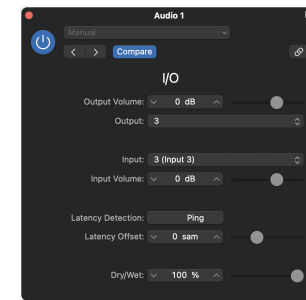 Audio 1
Manual
Compare
I/O
Output Volume: 0 dB
Output: 3
Input: 3 (Input 3)
Input Volume: 0 dB
Latency Detection: Ping
Latency Offset: 0 sam
Dry/Wet: 100 %